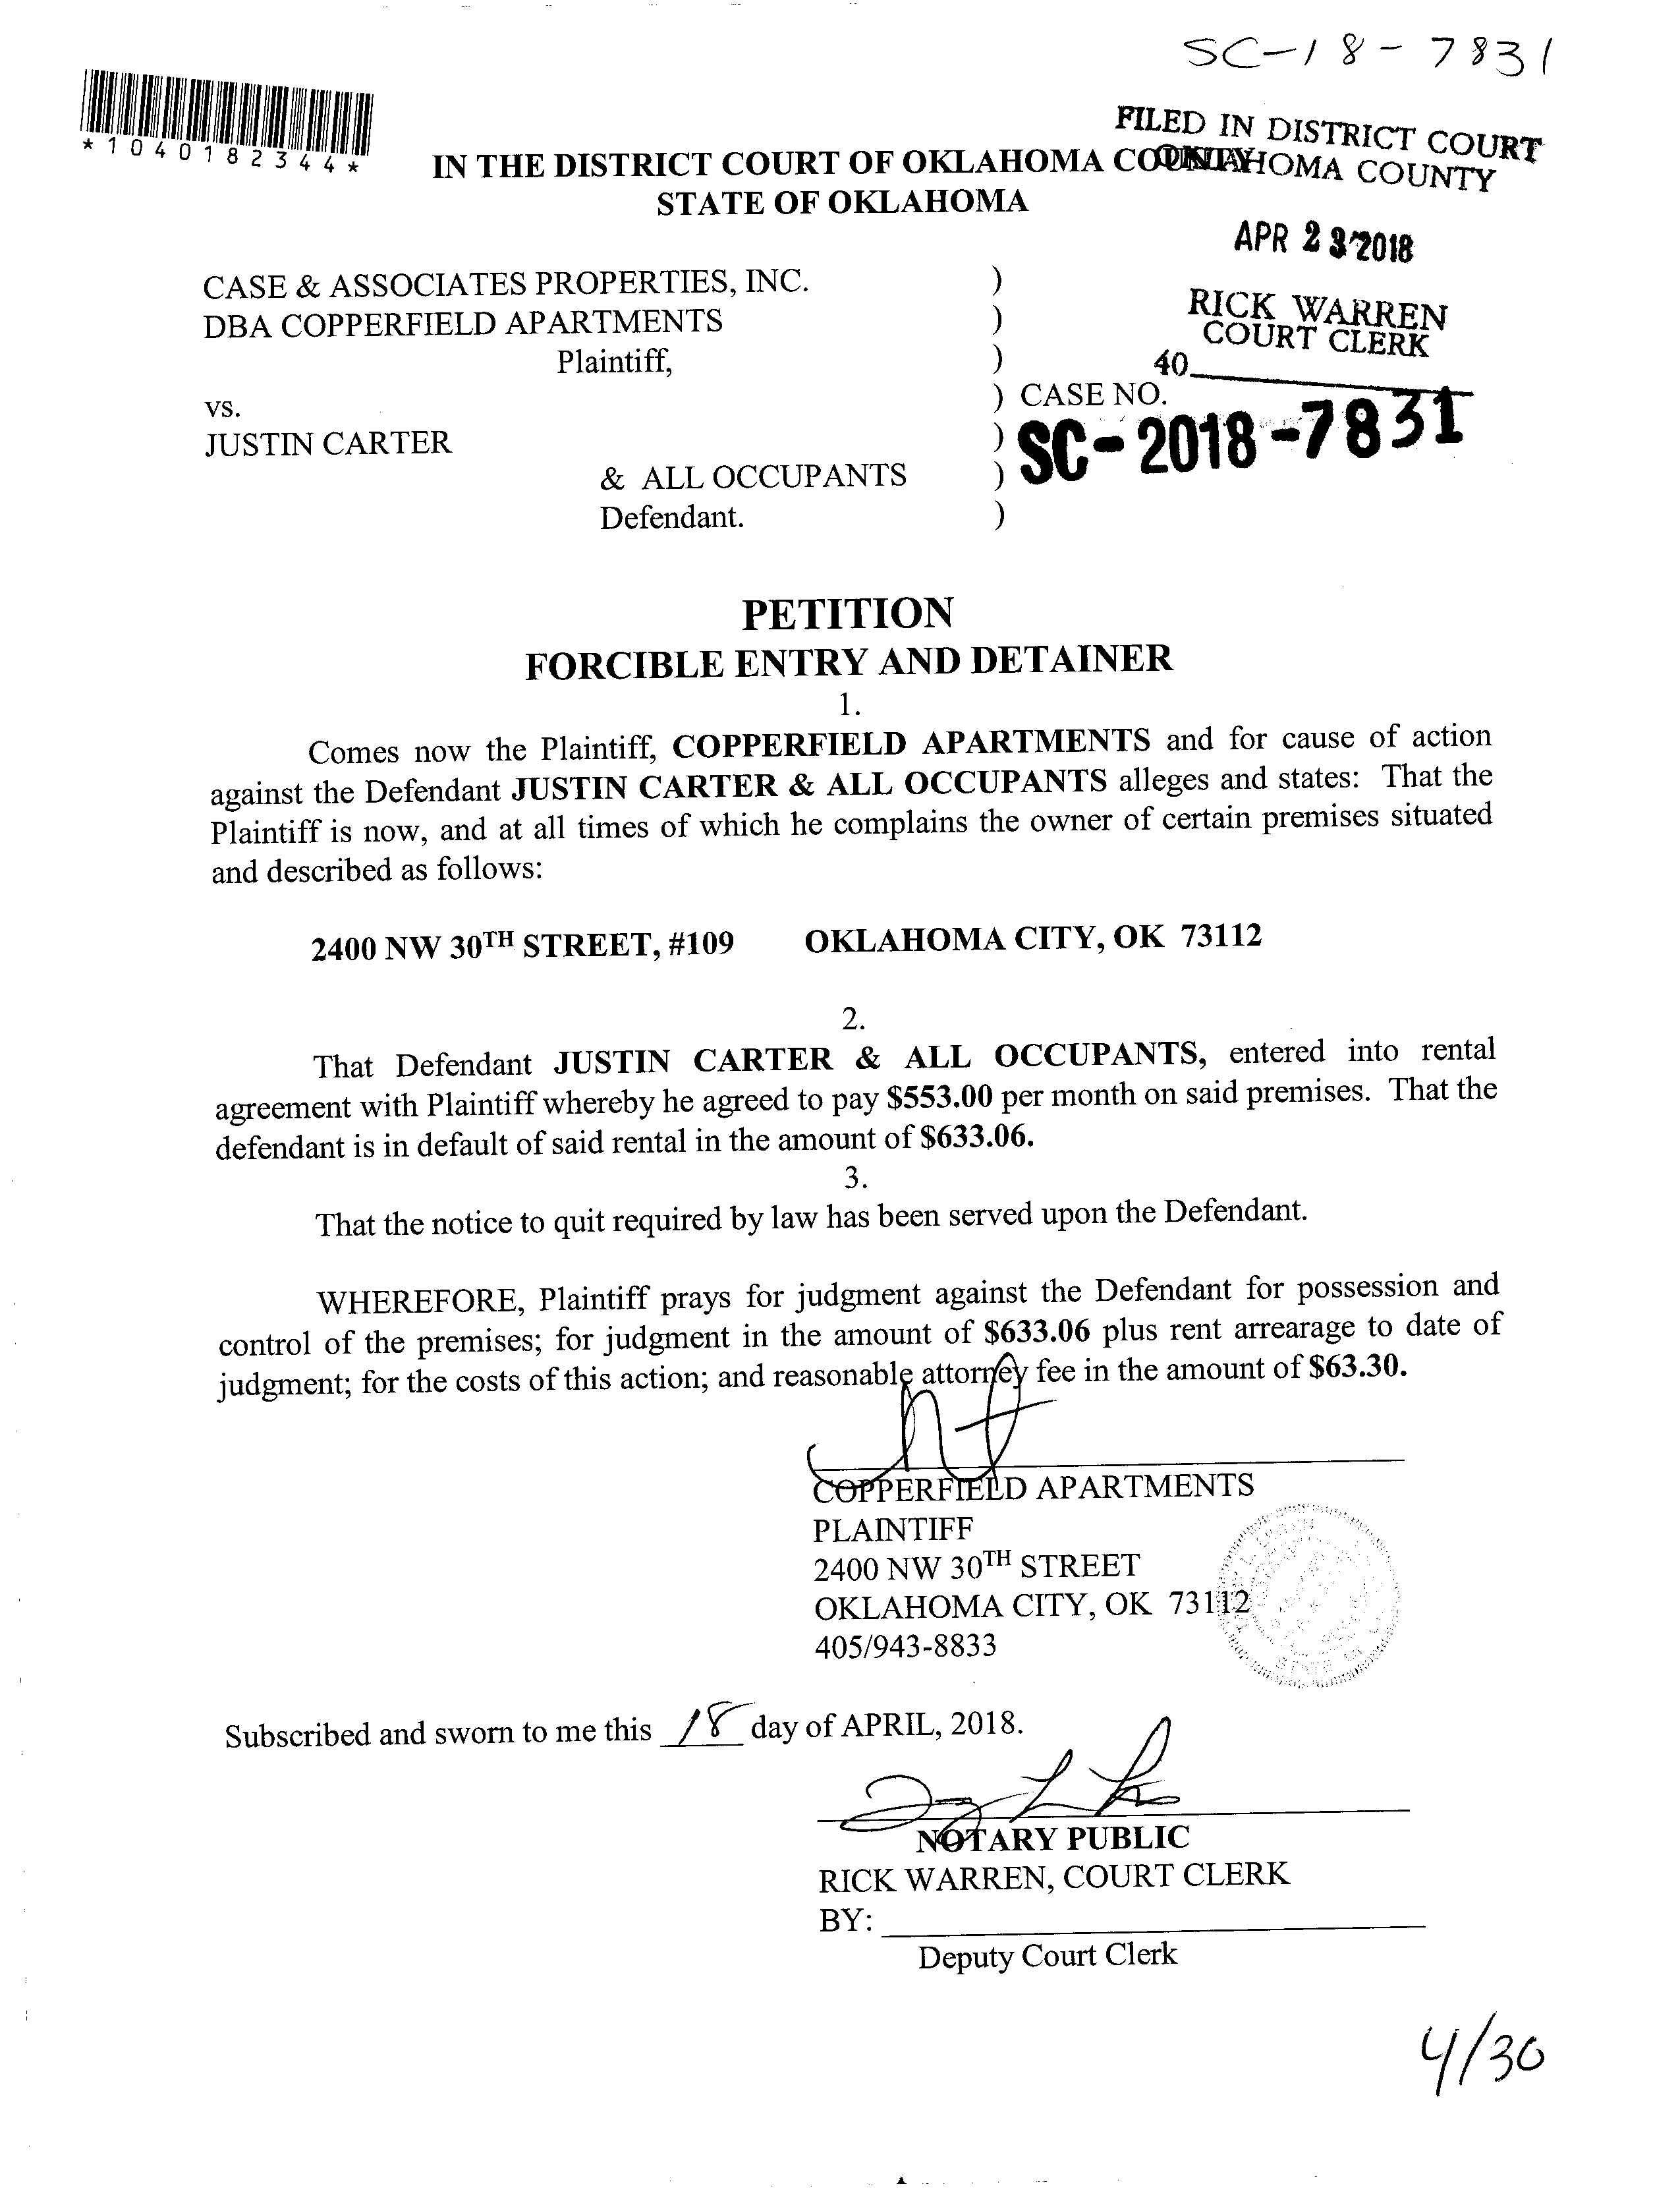 SC-18-7831
*1040182344*
FILED IN DISTRICT COURT
OKLAHOMA COUNTY
IN THE DISTRICT COURT OF OKLAHOMA COUNTY
STATE OF OKLAHOMA
APR 23 2018
CASE & ASSOCIATES PROPERTIES, INC. )
DBA COPPERFIELD APARTMENTS )
RICK WARREN
COURT CLERK
Plaintiff, )
40
) CASE NO.
vs.
JUSTIN CARTER ) SC-2018-7831
& ALL OCCUPANTS )
Defendant. )
PETITION
FORCIBLE ENTRY AND DETAINER
1.
Comes now the Plaintiff, COPPERFIELD APARTMENTS and for cause of action
against the Defendant JUSTIN CARTER & ALL OCCUPANTS alleges and states: That the
Plaintiff is now, and at all times of which he complains the owner of certain premises situated
and described as follows:
2400 NW 30TH STREET, #109 OKLAHOMA CITY, OK 73112
2.
That Defendant JUSTIN CARTER & ALL OCCUPANTS, entered into rental
agreement with Plaintiff whereby he agreed to pay $553.00 per month on said premises. That the
defendant is in default of said rental in the amount of $633.06.
3.
That the notice to quit required by law has been served upon the Defendant.
WHEREFORE, Plaintiff prays for judgment against the Defendant for possession and
control of the premises; for judgment in the amount of $633.06 plus rent arrearage to date of
judgment; for the costs of this action; and reasonable attorney fee in the amount of $63.30.
COPPERFIELD APARTMENTS
PLAINTIFF
2400 NW 30TH STREET
OKLAHOMA CITY, OK 73112
405/943-8833
STATE OF
Subscribed and sworn to me this 18 day of APRIL, 2018.
NOTARY PUBLIC
RICK WARREN, COURT CLERK
BY:
Deputy Court Clerk
4/30